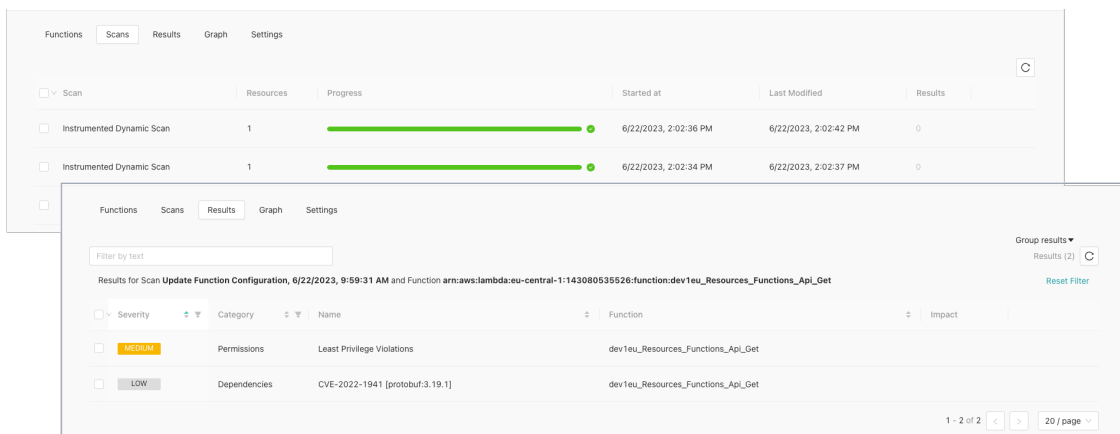 Functions Scans Results Graph Settings
Scan Resources Progress Started at Last Modified Results
Instrumented Dynamic Scan 1 6/22/2023, 2:02:36 PM 6/22/2023, 2:02:42 PM 0
Instrumented Dynamic Scan 1 6/22/2023, 2:02:34 PM 6/22/2023, 2:02:37 PM 0
Functions Scans Results Graph Settings
Group results
Filter by text
Results (2)
Results for Scan Update Function Configuration, 6/22/2023, 9:59:31 AM and Function arn:aws:lambda:eu-central-1:143080535526:function:dev1eu_Resources_Functions_Api_Get
Reset Filter
Severity Category Name Function Impact
MEDIUM Permissions Least Privilege Violations dev1eu_Resources_Functions_Api_Get
LOW Dependencies CVE-2022-1941 [protobuf:3.19.1] dev1eu_Resources_Functions_Api_Get
1 - 2 of 2 < > 20 / page